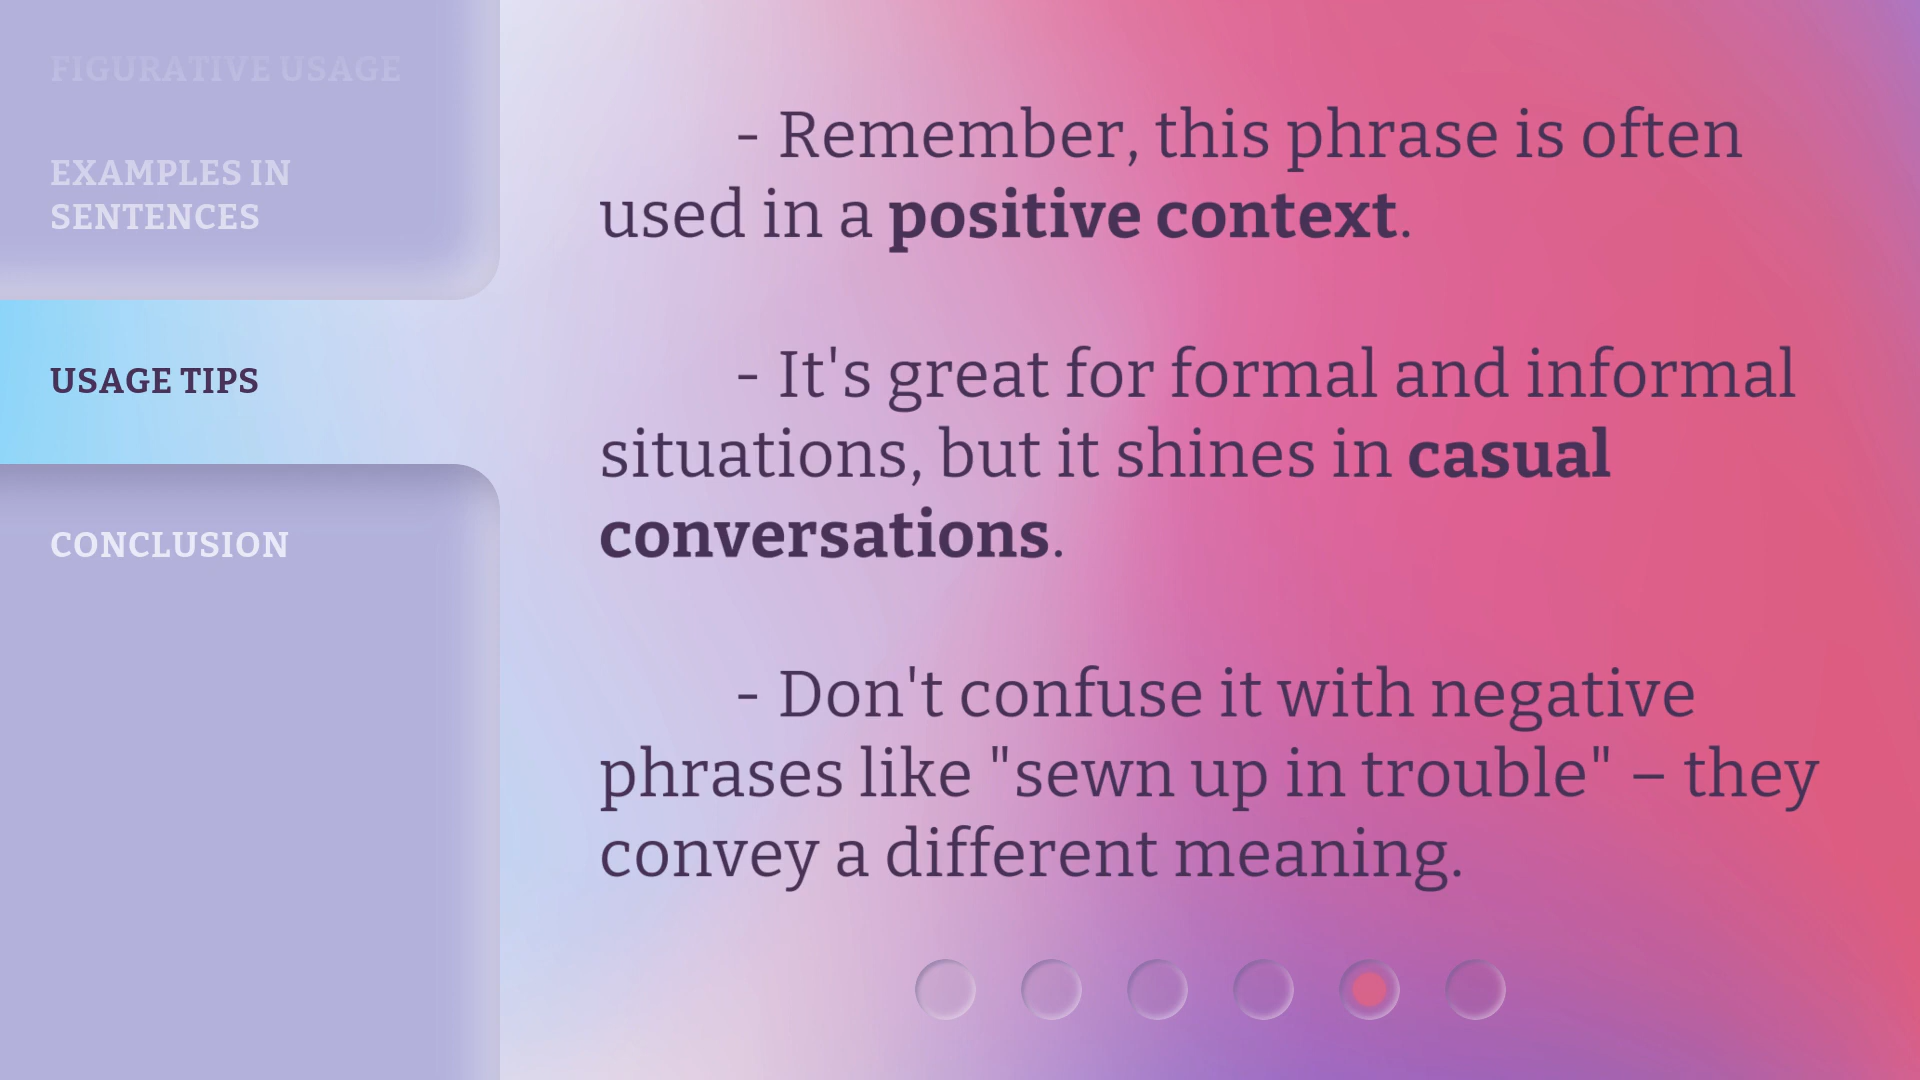 FIGURATIVE USAGE
EXAMPLES IN
SENTENCES
USAGE TIPS
CONCLUSION
- Remember, this phrase is often
used in a positive context.
- It's great for formal and informal
situations, but it shines in casual
conversations.
- Don't confuse it with negative
phrases like "sewn up in trouble" – they
convey a different meaning.